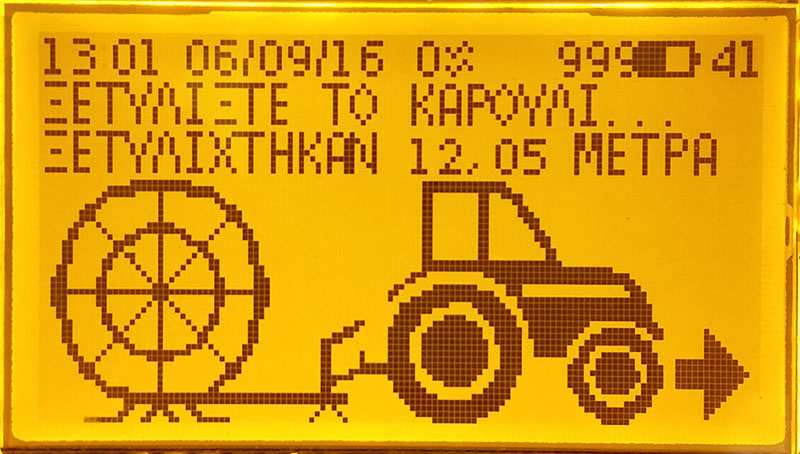 13:01 06/09/16 0% 999 41
ΞΕΤΥΛΙΞΤΕ ΤΟ ΚΑΡΟΥΛΙ...
ΞΕΤΥΛΙΧΤΗΚΑΝ 12.05 ΜΕΤΡΑ